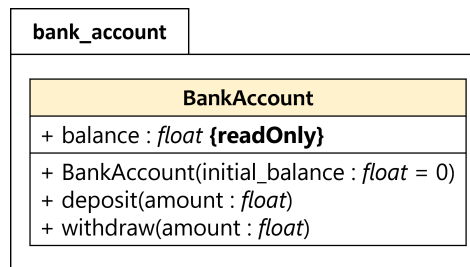 bank_account
BankAccount
+ balance : float {readOnly}
+ BankAccount(initial_balance : float = 0)
+ deposit(amount : float)
+ withdraw(amount : float)